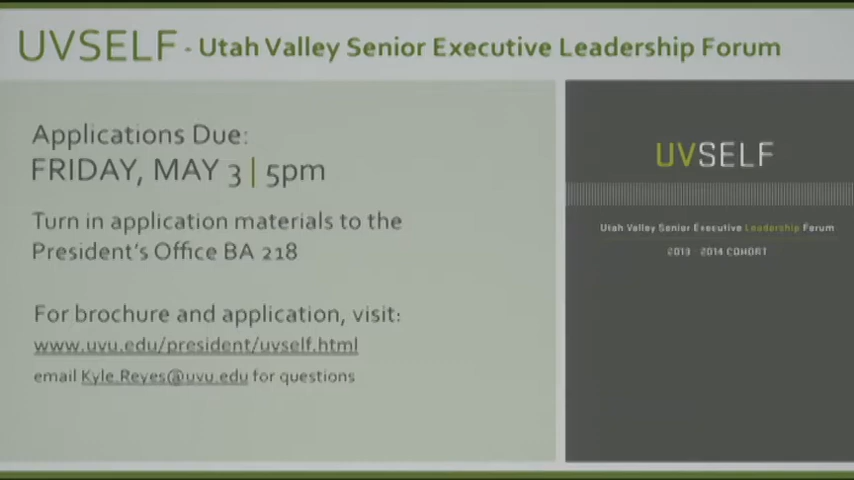 UVSELF - Utah Valley Senior Executive Leadership Forum
Applications Due:
FRIDAY, MAY 3 | 5pm
Turn in application materials to the
President's Office BA 218
For brochure and application, visit:
www.uvu.edu/president/uvself.html
email Kyle.Reyes@uvu.edu for questions
UVSELF
Utah Valley Senior Executive Leadership Forum
2013 - 2014 COHORT